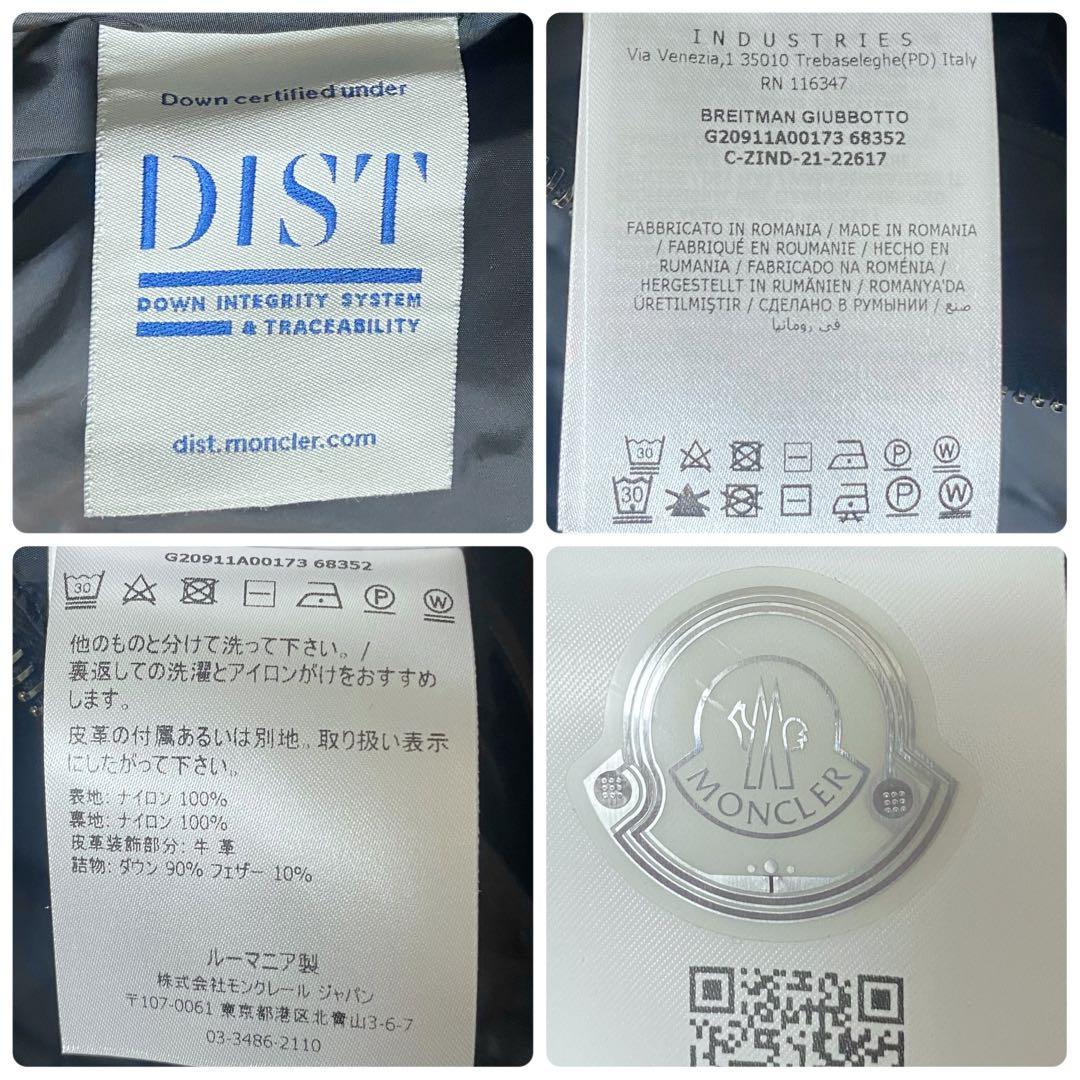 Down certified under
DIST
DOWN INTEGRITY SYSTEM
& TRACEABILITY
dist.moncler.com
INDUSTRIES
Via Venezia,1 35010 Trebaseleghe(PD) Italy
RN 116347
BREITMAN GIUBBOTTO
G20911A00173 68352
C-ZIND-21-22617
FABBRICATO IN ROMANIA / MADE IN ROMANIA
/ FABRIQUÉ EN ROUMANIE / HECHO EN
RUMANIA / FABRICADO NA ROMÉNIA /
HERGESTELLT IN RUMÄNIEN / ROMANYA'DA
ÜRETILMIŞTIR / СДЕЛАНО В РУМЫНИИ / صنع
في رومانيا
30 P W
30 P W
G20911A00173 68352
30 P W
他のものと分けて洗って下さい。/
裏返しての洗濯とアイロンがけをおすすめ
します。
皮革の付属あるいは別地。取り扱い表示
にしたがって下さい。
表地: ナイロン 100%
裏地: ナイロン 100%
皮革装飾部分: 牛 革
詰物: ダウン 90% フェザー 10%
ルーマニア製
株式会社モンクレール ジャパン
〒107-0061 東京都港区北青山3-6-7
03-3486-2110
MONCLER